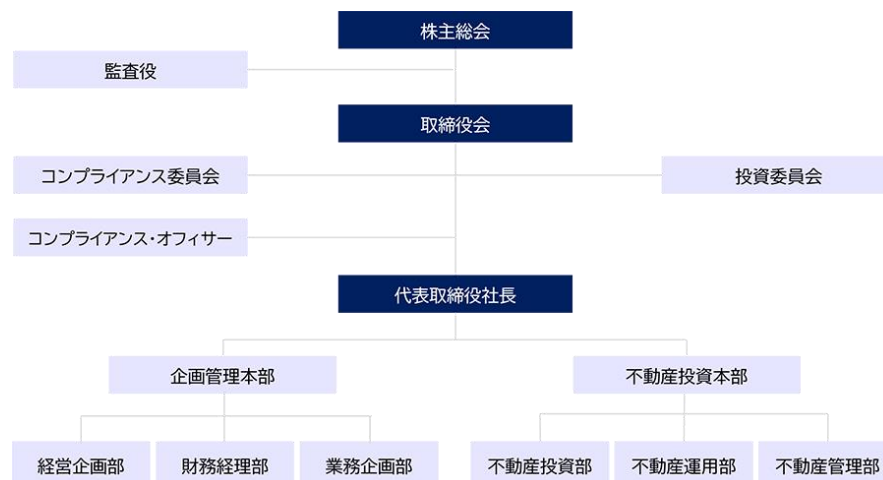 株主総会
監査役
取締役会
コンプライアンス委員会
投資委員会
コンプライアンス・オフィサー
代表取締役社長
企画管理本部
不動産投資本部
経営企画部
財務経理部
業務企画部
不動産投資部
不動産運用部
不動産管理部